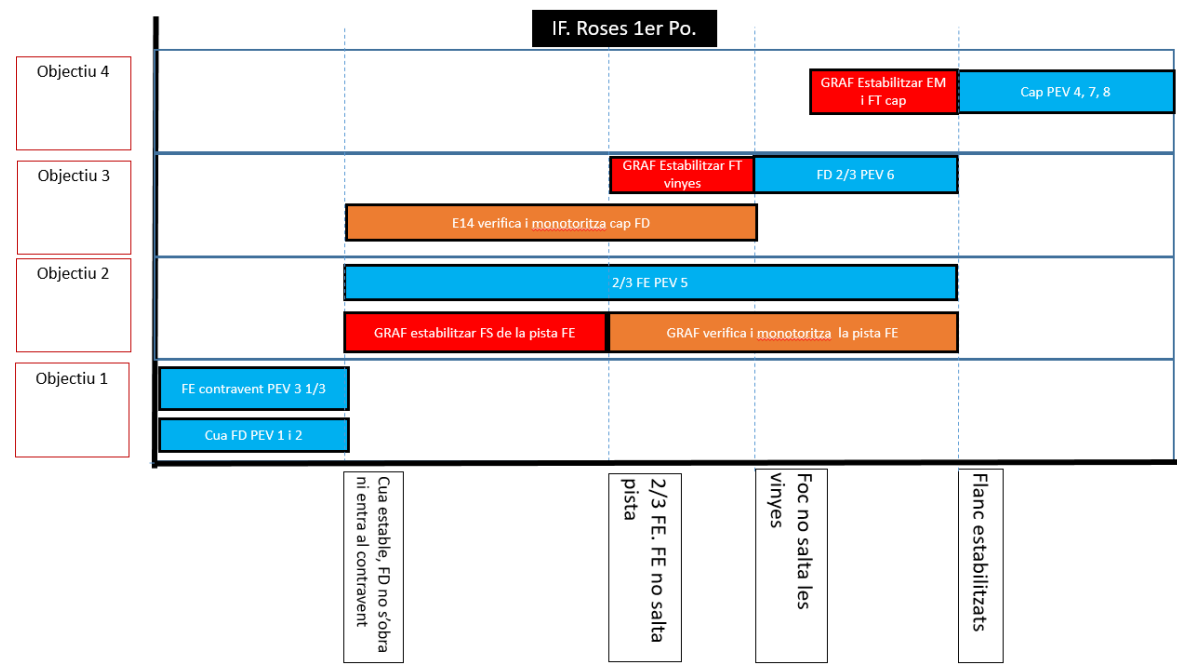 IF. Roses 1er Po.
Objectiu 4
GRAF Estabilitzar EM
i FT cap
Cap PEV 4, 7, 8
Objectiu 3
GRAF Estabilitzar FT
vinyes
FD 2/3 PEV 6
E14 verifica i monotoritza cap FD
Objectiu 2
2/3 FE PEV 5
GRAF estabilitzar FS de la pista FE
GRAF verifica i monotoritza la pista FE
Objectiu 1
FE contravent PEV 3 1/3
Cua FD PEV 1 i 2
Cua estable, FD no s'obra
ni entra al contravent
2/3 FE. FE no salta
pista
Foc no salta les
vinyes
Flanc estabilitzats